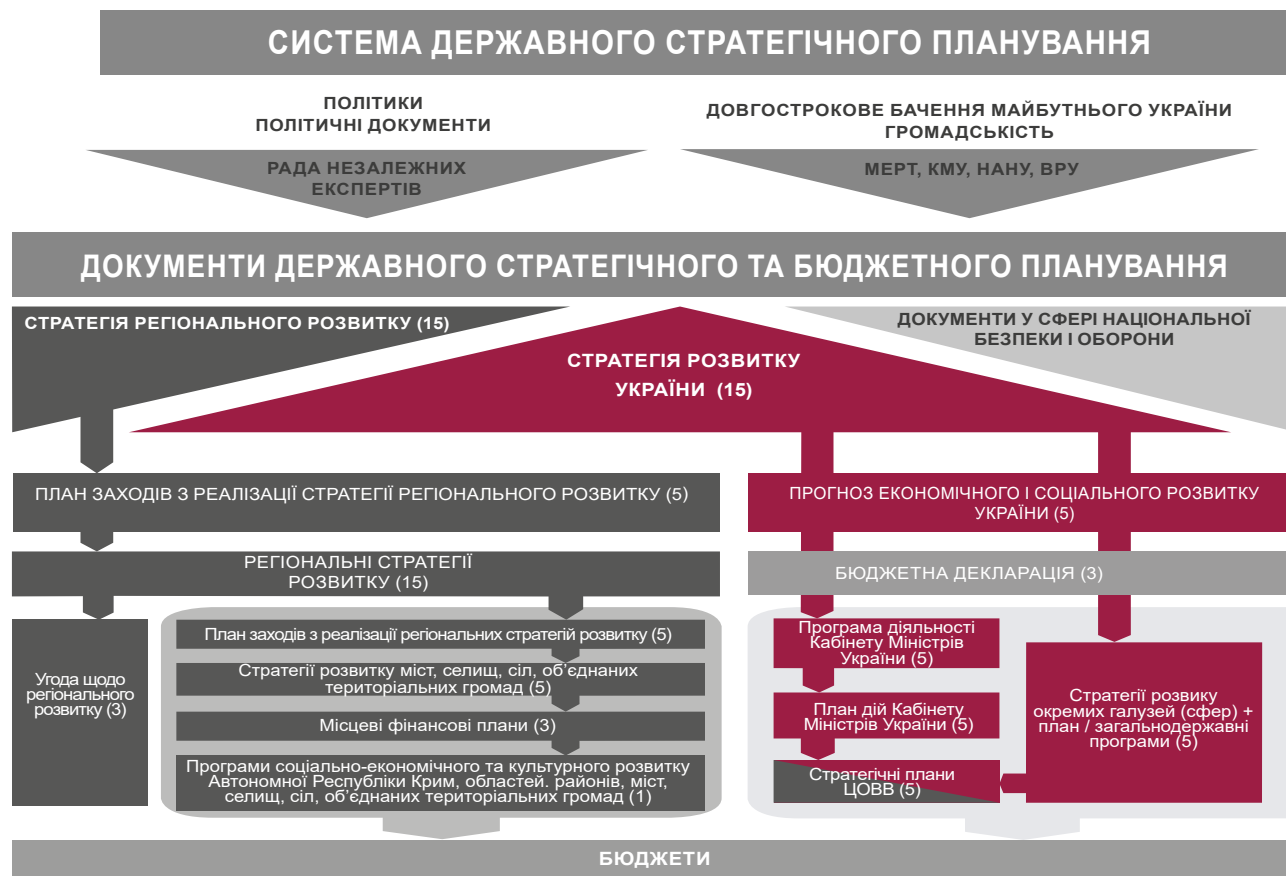 СИСТЕМА ДЕРЖАВНОГО СТРАТЕГІЧНОГО ПЛАНУВАННЯ
ПОЛІТИКИ
ПОЛІТИЧНІ ДОКУМЕНТИ
ДОВГОСТРОКОВЕ БАЧЕННЯ МАЙБУТНЬОГО УКРАЇНИ
ГРОМАДСЬКІСТЬ
РАДА НЕЗАЛЕЖНИХ
ЕКСПЕРТІВ
МЕРТ, КМУ, НАНУ, ВРУ
ДОКУМЕНТИ ДЕРЖАВНОГО СТРАТЕГІЧНОГО ТА БЮДЖЕТНОГО ПЛАНУВАННЯ
СТРАТЕГІЯ РЕГІОНАЛЬНОГО РОЗВИТКУ (15)
СТРАТЕГІЯ РОЗВИТКУ
УКРАЇНИ (15)
ДОКУМЕНТИ У СФЕРІ НАЦІОНАЛЬНОЇ
БЕЗПЕКИ І ОБОРОНИ
ПЛАН ЗАХОДІВ З РЕАЛІЗАЦІЇ СТРАТЕГІЇ РЕГІОНАЛЬНОГО РОЗВИТКУ (5)
ПРОГНОЗ ЕКОНОМІЧНОГО І СОЦІАЛЬНОГО РОЗВИТКУ
УКРАЇНИ (5)
РЕГІОНАЛЬНІ СТРАТЕГІЇ
РОЗВИТКУ (15)
БЮДЖЕТНА ДЕКЛАРАЦІЯ (3)
Угода щодо
регіонального
розвитку (3)
План заходів з реалізації регіональних стратегій розвитку (5)
Стратегії розвитку міст, селищ, сіл, об’єднаних
територіальних громад (5)
Місцеві фінансові плани (3)
Програми соціально-економічного та культурного розвитку
Автономної Республіки Крим, областей. районів, міст,
селищ, сіл, об’єднаних територіальних громад (1)
Програма діяльності
Кабінету Міністрів
України (5)
План дій Кабінету
Міністрів України (5)
Стратегічні плани
ЦОВВ (5)
Стратегії розвику
окремих галузей (сфер) +
план / загальнодержавні
програми (5)
БЮДЖЕТИ